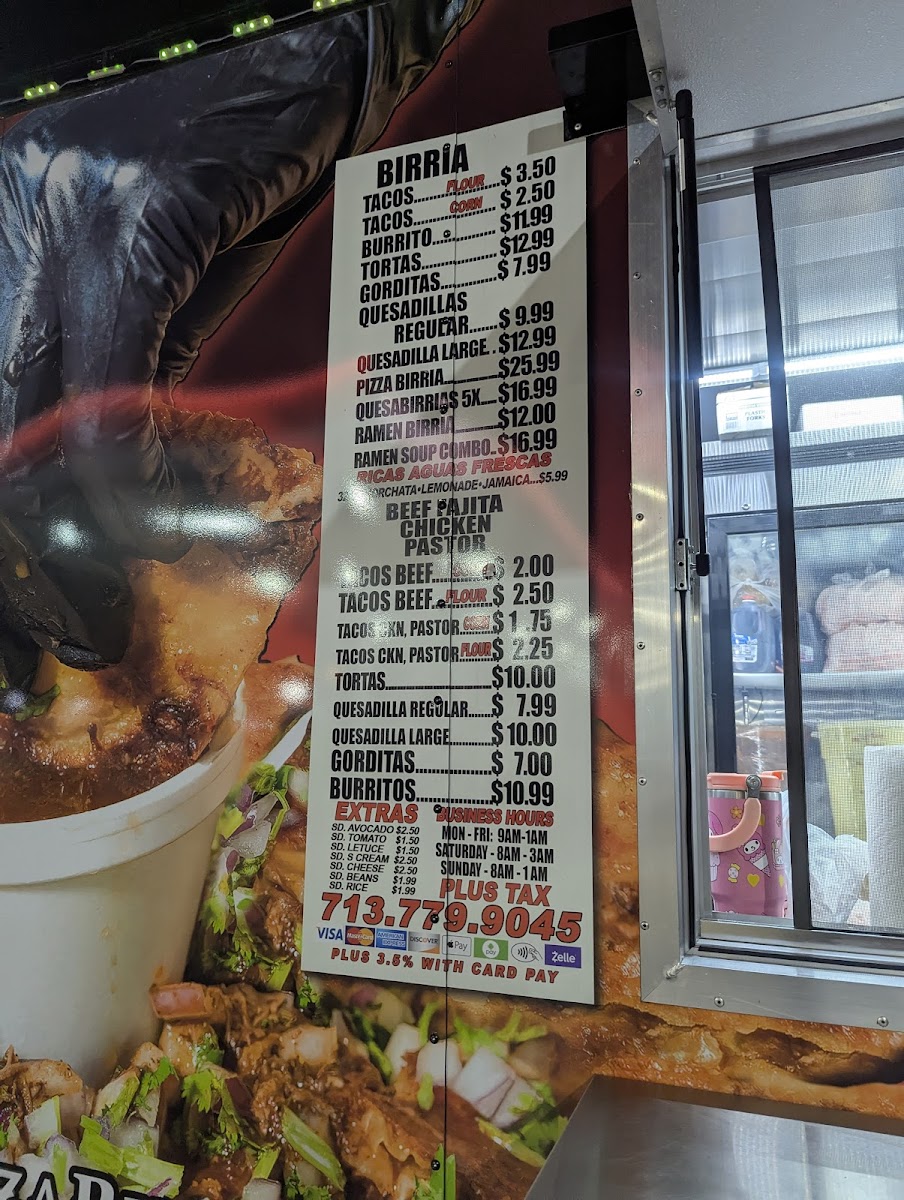 BIRRIA
TACOS FLOUR $3.50
TACOS CORN $2.50
BURRITO $11.99
TORTAS $12.99
GORDITAS $7.99
QUESADILLAS
REGULAR $9.99
QUESADILLA LARGE $12.99
PIZZA BIRRIA $25.99
QUESABIRRIAS 5X $16.99
RAMEN BIRRIA $12.00
RAMEN SOUP COMBO $16.99
RICAS AGUAS FRESCAS
HORCHATA•LEMONADE•JAMAICA...$5.99
BEEF FAJITA
CHICKEN
PASTOR
TACOS BEEF $2.00
TACOS BEEF FLOUR $2.50
TACOS CKN, PASTOR CORN $1 75
TACOS CKN, PASTOR FLOUR $2.25
TORTAS $10.00
QUESADILLA REGULAR $7.99
QUESADILLA LARGE $10.00
GORDITAS $7.00
BURRITOS $10.99
EXTRAS
SD. AVOCADO $2.50
SD. TOMATO $1.50
SD. LETUCE $1.50
SD. S CREAM $2.50
SD. CHEESE $2.50
SD. BEANS $1.99
SD. RICE $1.99
BUSINESS HOURS
MON - FRI: 9AM-1AM
SATURDAY - 8AM - 3AM
SUNDAY - 8AM - 1AM
PLUS TAX
713.779.9045
VISA MasterCard AMERICAN EXPRESS DISCOVER Pay pay Zelle
PLUS 3.5% WITH CARD PAY